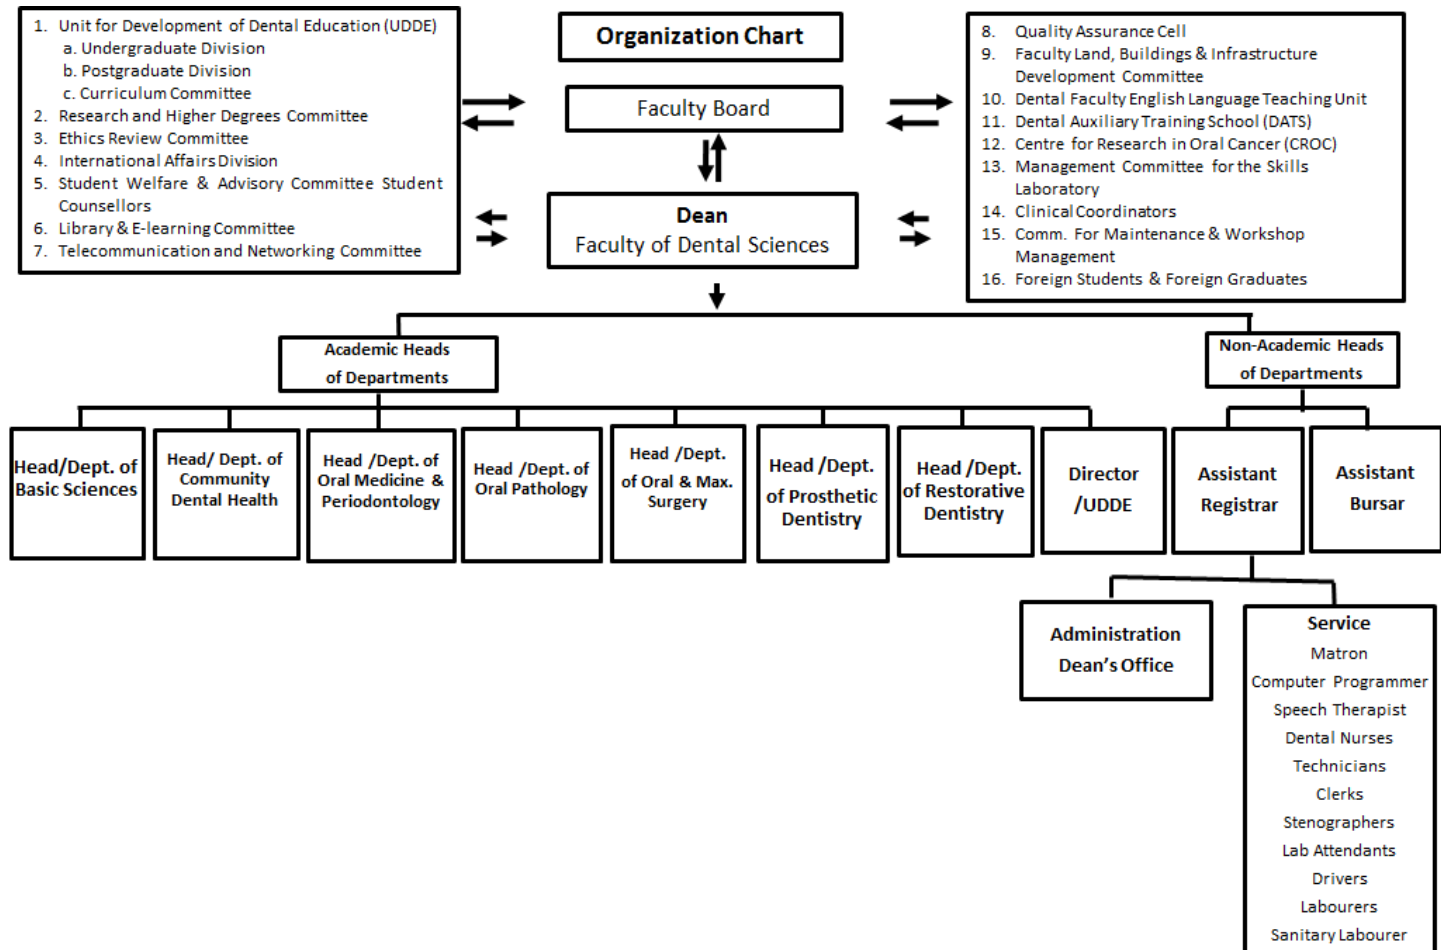 1. Unit for Development of Dental Education (UDDE)
a. Undergraduate Division
b. Postgraduate Division
c. Curriculum Committee
2. Research and Higher Degrees Committee
3. Ethics Review Committee
4. International Affairs Division
5. Student Welfare & Advisory Committee Student
Counsellors
6. Library & E-learning Committee
7. Telecommunication and Networking Committee
Organization Chart
Faculty Board
Dean
Faculty of Dental Sciences
8. Quality Assurance Cell
9. Faculty Land, Buildings & Infrastructure
Development Committee
10. Dental Faculty English Language Teaching Unit
11. Dental Auxiliary Training School (DATS)
12. Centre for Research in Oral Cancer (CROC)
13. Management Committee for the Skills
Laboratory
14. Clinical Coordinators
15. Comm. For Maintenance & Workshop
Management
16. Foreign Students & Foreign Graduates
Academic Heads
of Departments
Non-Academic Heads
of Departments
Head/Dept. of
Basic Sciences
Head/ Dept. of
Community
Dental Health
Head /Dept. of
Oral Medicine &
Periodontology
Head /Dept. of
Oral Pathology
Head /Dept.
of Oral & Max.
Surgery
Head /Dept.
of Prosthetic
Dentistry
Head /Dept.
of Restorative
Dentistry
Director
/UDDE
Assistant
Registrar
Assistant
Bursar
Administration
Dean's Office
Service
Matron
Computer Programmer
Speech Therapist
Dental Nurses
Technicians
Clerks
Stenographers
Lab Attendants
Drivers
Labourers
Sanitary Labourer